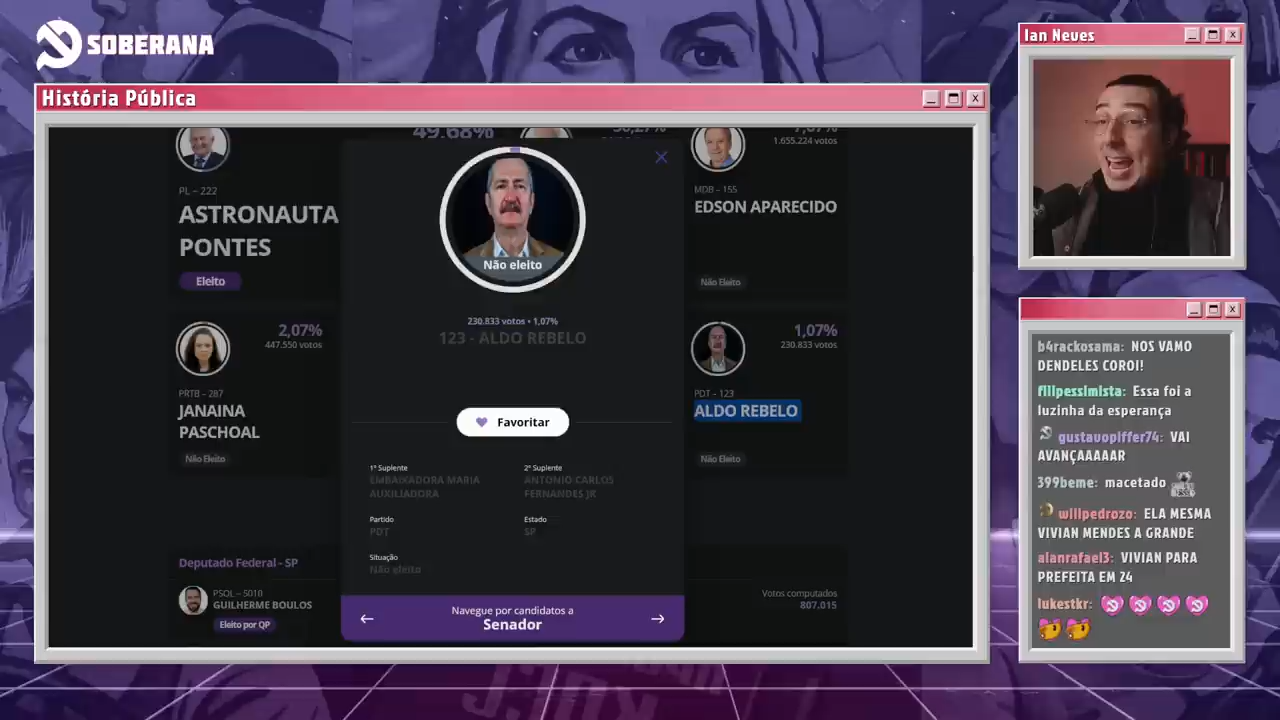 SOBERANA
História Pública
49.68%
7,67%
1.655.224 votos
PL – 222
ASTRONAUTA
PONTES
Eleito
MDB – 155
EDSON APARECIDO
Não Eleito
Não eleito
230.833 votos • 1,07%
123 - ALDO REBELO
2,07%
447.550 votos
PRTB – 287
JANAINA
PASCHOAL
Não Eleito
1,07%
230.833 votos
PDT – 123
ALDO REBELO
Não Eleito
Favoritar
1º Suplente
EMBAIXADORA MARIA
AUXILIADORA
2º Suplente
ANTONIO CARLOS
FERNANDES JR
Partido
PDT
Estado
SP
Situação
Não eleito
Deputado Federal - SP
PSOL – 5010
GUILHERME BOULOS
Eleito por QP
Votos computados
807.015
Navegue por candidatos a
Senador
Ian Neves
b4rackosama: NOS VAMO
DENDELES COROI!
filipessimista: Essa foi a
luzinha da esperança
gustavopiffer74: VAI
AVANÇAAAAAR
399beme: macetado
willpedrozo: ELA MESMA
VIVIAN MENDES A GRANDE
alanrafael3: VIVIAN PARA
PREFEITA EM 24
lukestkr: